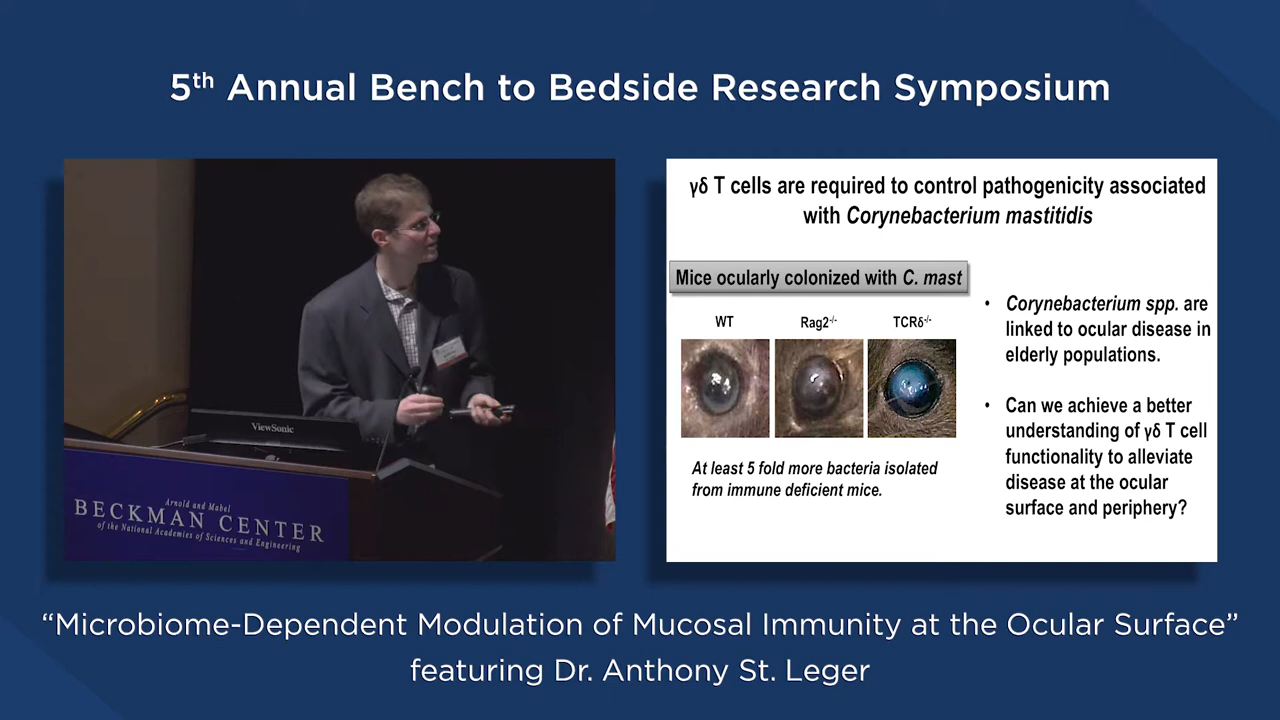 5th Annual Bench to Bedside Research Symposium
ViewSonic
Arnold and Mabel
BECKMAN CENTER
of the National Academies of Sciences and Engineering
γδ T cells are required to control pathogenicity associated
with Corynebacterium mastitidis
Mice ocularly colonized with C. mast
WT Rag2-/- TCRδ-/-
At least 5 fold more bacteria isolated
from immune deficient mice.
• Corynebacterium spp. are
linked to ocular disease in
elderly populations.
• Can we achieve a better
understanding of γδ T cell
functionality to alleviate
disease at the ocular
surface and periphery?
“Microbiome-Dependent Modulation of Mucosal Immunity at the Ocular Surface”
featuring Dr. Anthony St. Leger